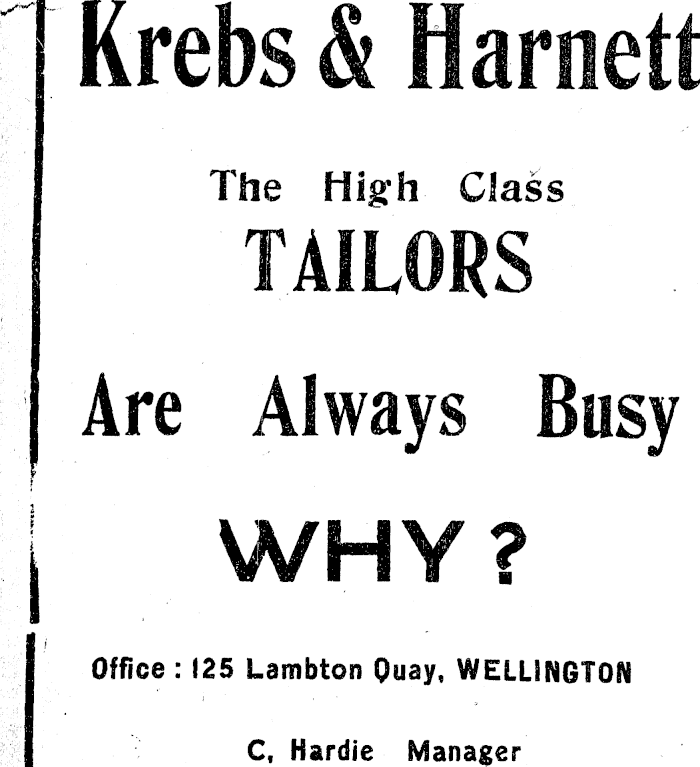 Krebs & Harnett
The High Class
TAILORS
Are Always Busy
WHY?
Office : 125 Lambton Quay, WELLINGTON
C, Hardie Manager